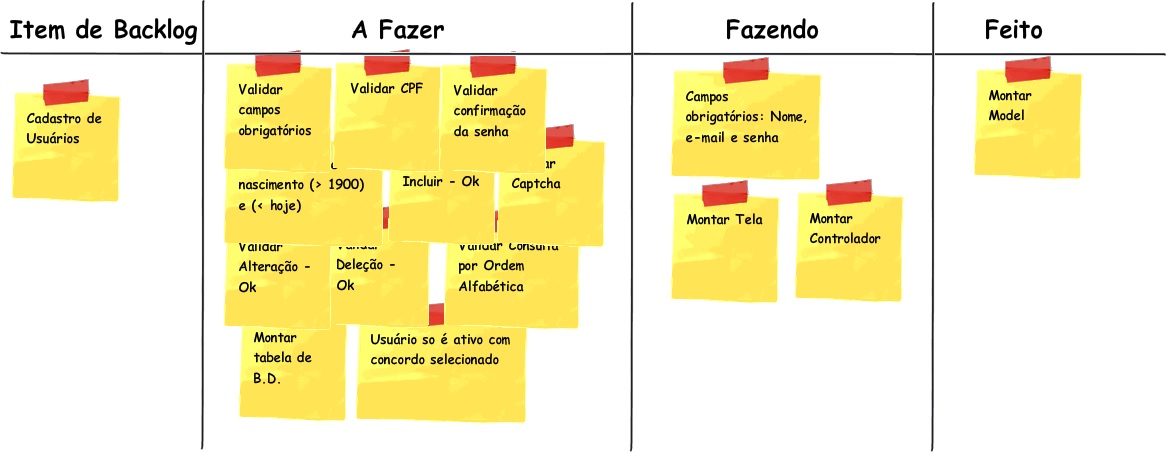 Item de Backlog
A Fazer
Fazendo
Feito
Cadastro de
Usuários
Validar
campos
obrigatórios
Validar CPF
Validar
confirmação
da senha
nascimento (> 1900)
e (< hoje)
Incluir - Ok
Captcha
Validar
Alteração -
Ok
Validar
Deleção -
Ok
Validar Consulta
por Ordem
Alfabética
Montar
tabela de
B.D.
Usuário so é ativo com
concordo selecionado
Campos
obrigatórios: Nome,
e-mail e senha
Montar Tela
Montar
Controlador
Montar
Model